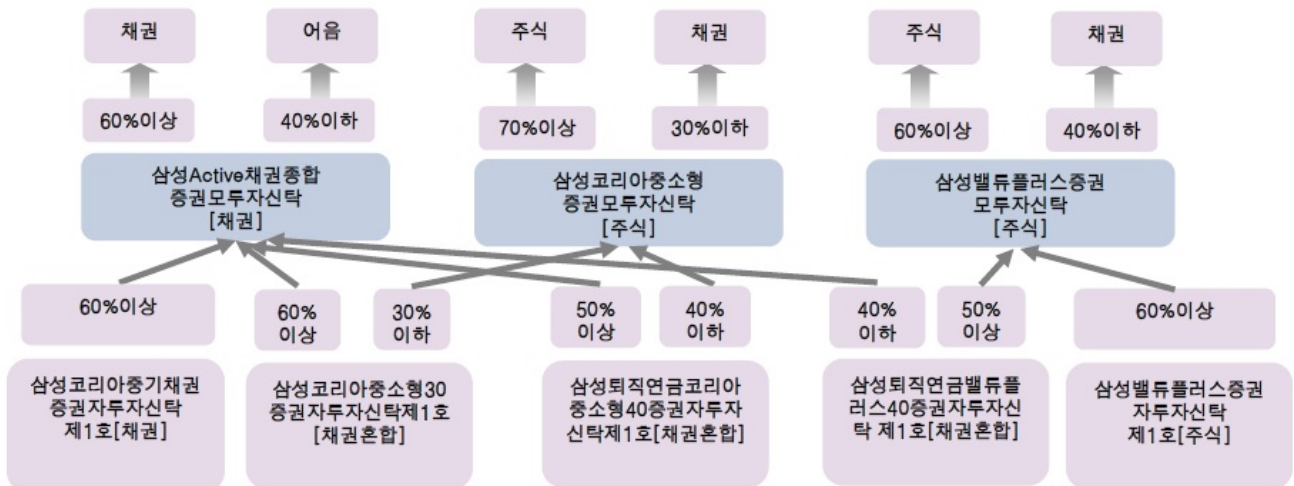 채권
어음
주식
채권
주식
채권
60%이상
40%이하
70%이상
30%이하
60%이상
40%이하
삼성Active채권종합
증권모투자신탁
[채권]
삼성코리아중소형
증권모투자신탁
[주식]
삼성밸류플러스증권
모투자신탁
[주식]
60%이상
60%
이상
30%
이하
50%
이상
40%
이하
40%
이하
50%
이상
60%이상
삼성코리아중기채권
증권자투자신탁
제1호[채권]
삼성코리아중소형30
증권자투자신탁제1호
[채권혼합]
삼성퇴직연금코리아
중소형40증권자투자
신탁제1호[채권혼합]
삼성퇴직연금밸류플
러스40증권자투자신
탁 제1호[채권혼합]
삼성밸류플러스증권
자투자신탁
제1호[주식]